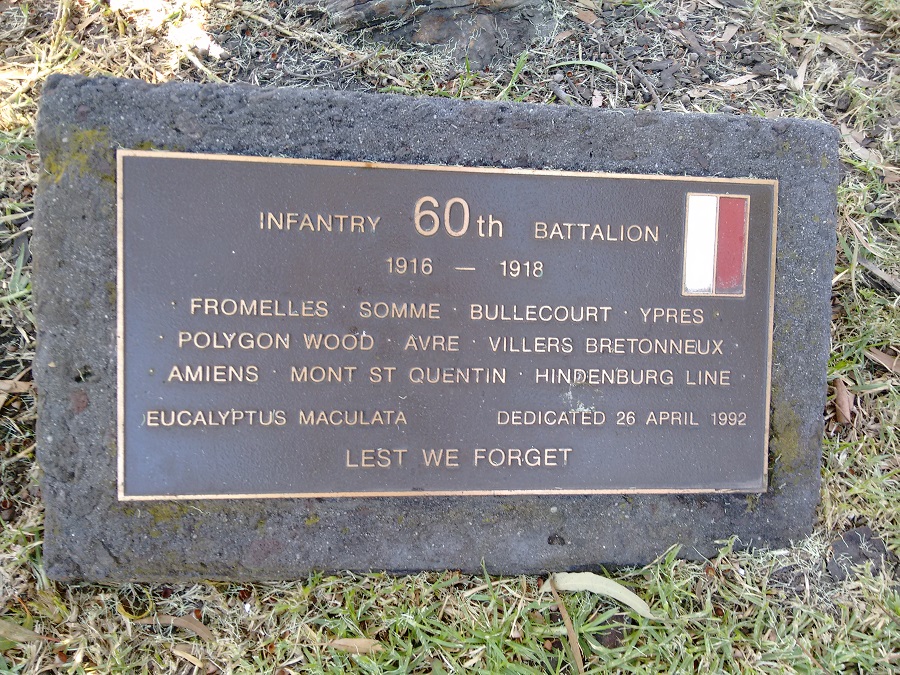 INFANTRY 60th BATTALION
1916 — 1918
· FROMELLES · SOMME · BULLECOURT · YPRES ·
· POLYGON WOOD · AVRE · VILLERS BRETONNEUX ·
· AMIENS · MONT ST QUENTIN · HINDENBURG LINE ·
EUCALYPTUS MACULATA DEDICATED 26 APRIL 1992
LEST WE FORGET